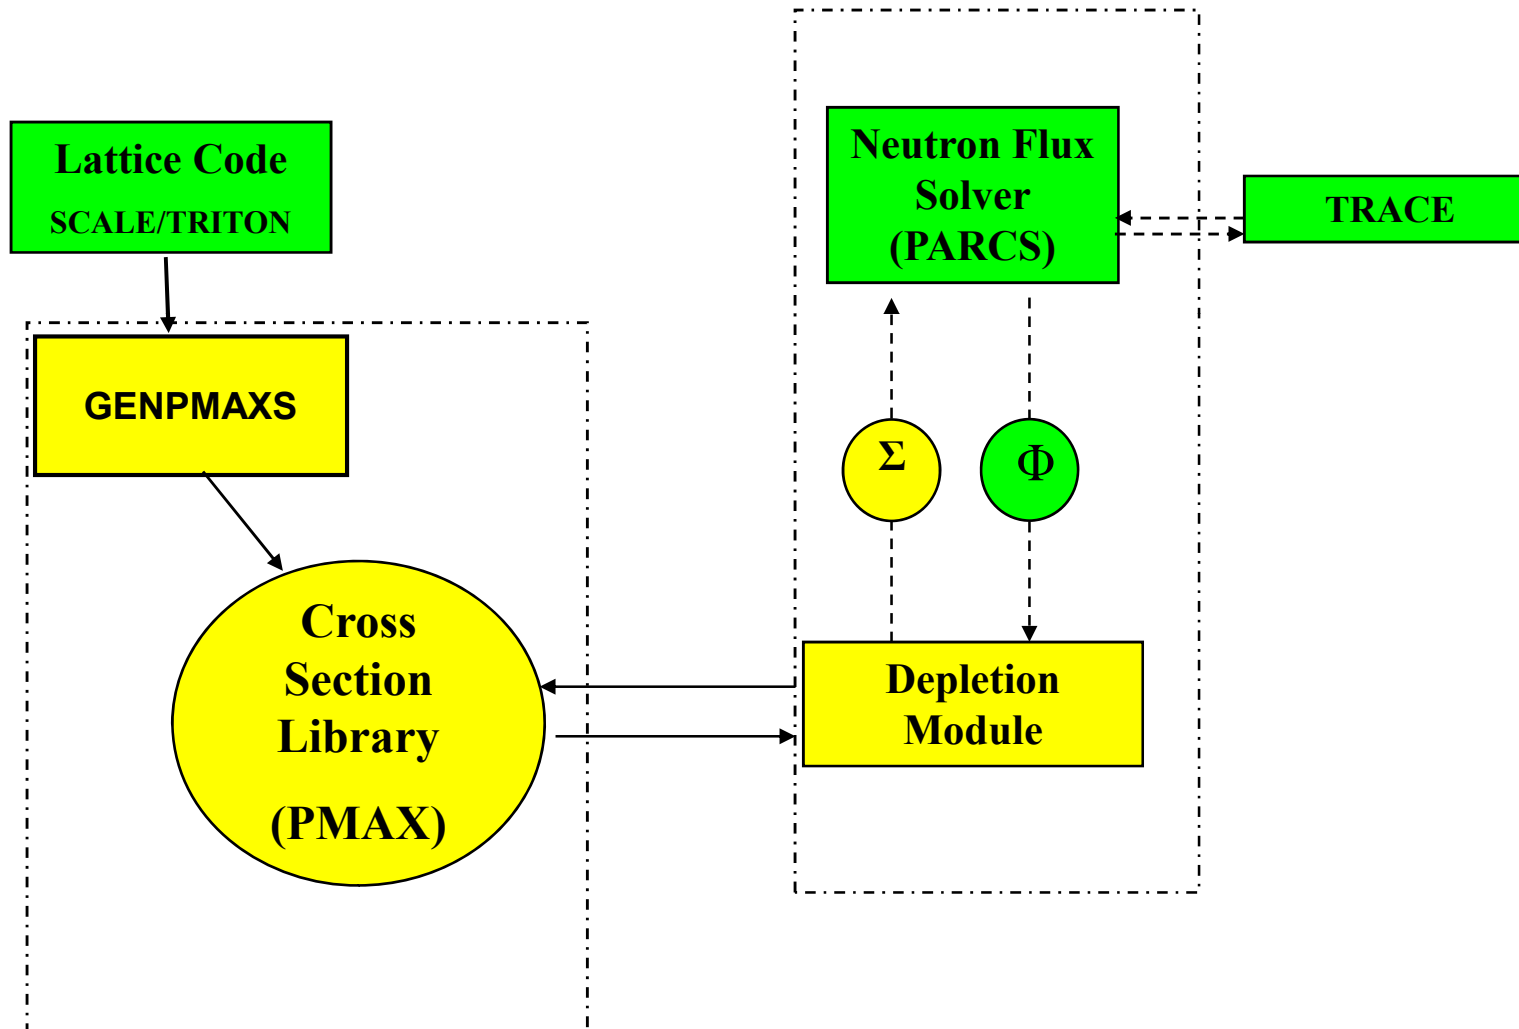 Lattice Code
SCALE/TRITON
GENPMAXS
Cross
Section
Library
(PMAX)
Neutron Flux
Solver
(PARCS)
TRACE
Σ
Φ
Depletion
Module